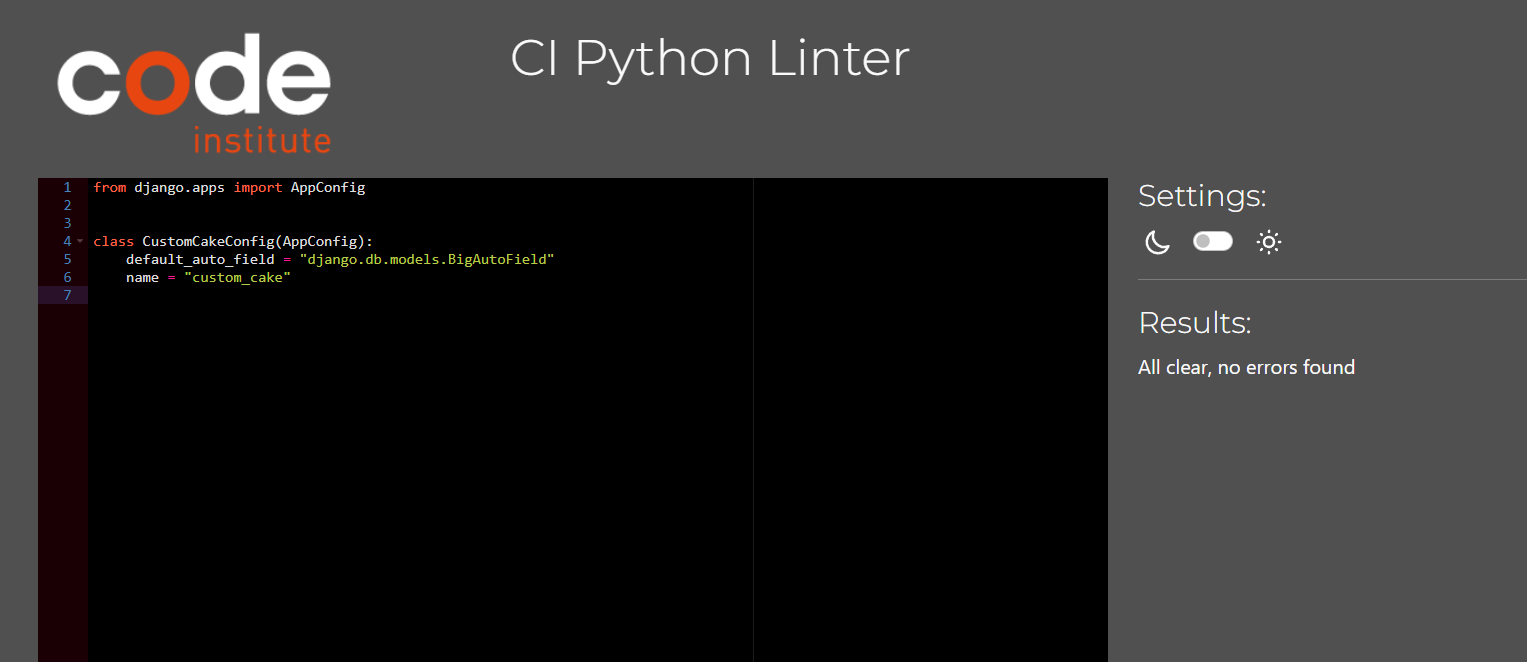 code
institute
CI Python Linter
1 from django.apps import AppConfig
2
3
4 class CustomCakeConfig(AppConfig):
5     default_auto_field = "django.db.models.BigAutoField"
6     name = "custom_cake"
7
Settings:
Results:
All clear, no errors found